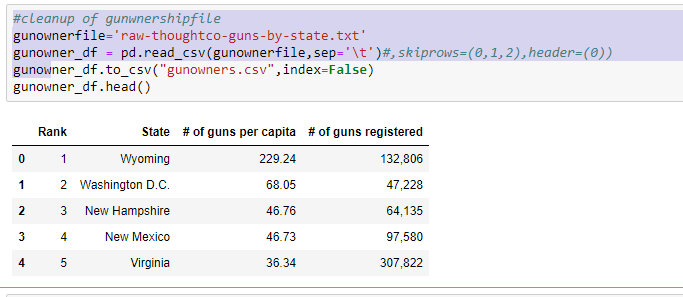 #cleanup of gunwnershipfile
gunownerfile='raw-thoughtco-guns-by-state.txt'
gunowner_df = pd.read_csv(gunownerfile,sep='\t')#,skiprows=(0,1,2),header=(0))
gunowner_df.to_csv("gunowners.csv",index=False)
gunowner_df.head()
Rank State # of guns per capita # of guns registered
0 1 Wyoming 229.24 132,806
1 2 Washington D.C. 68.05 47,228
2 3 New Hampshire 46.76 64,135
3 4 New Mexico 46.73 97,580
4 5 Virginia 36.34 307,822